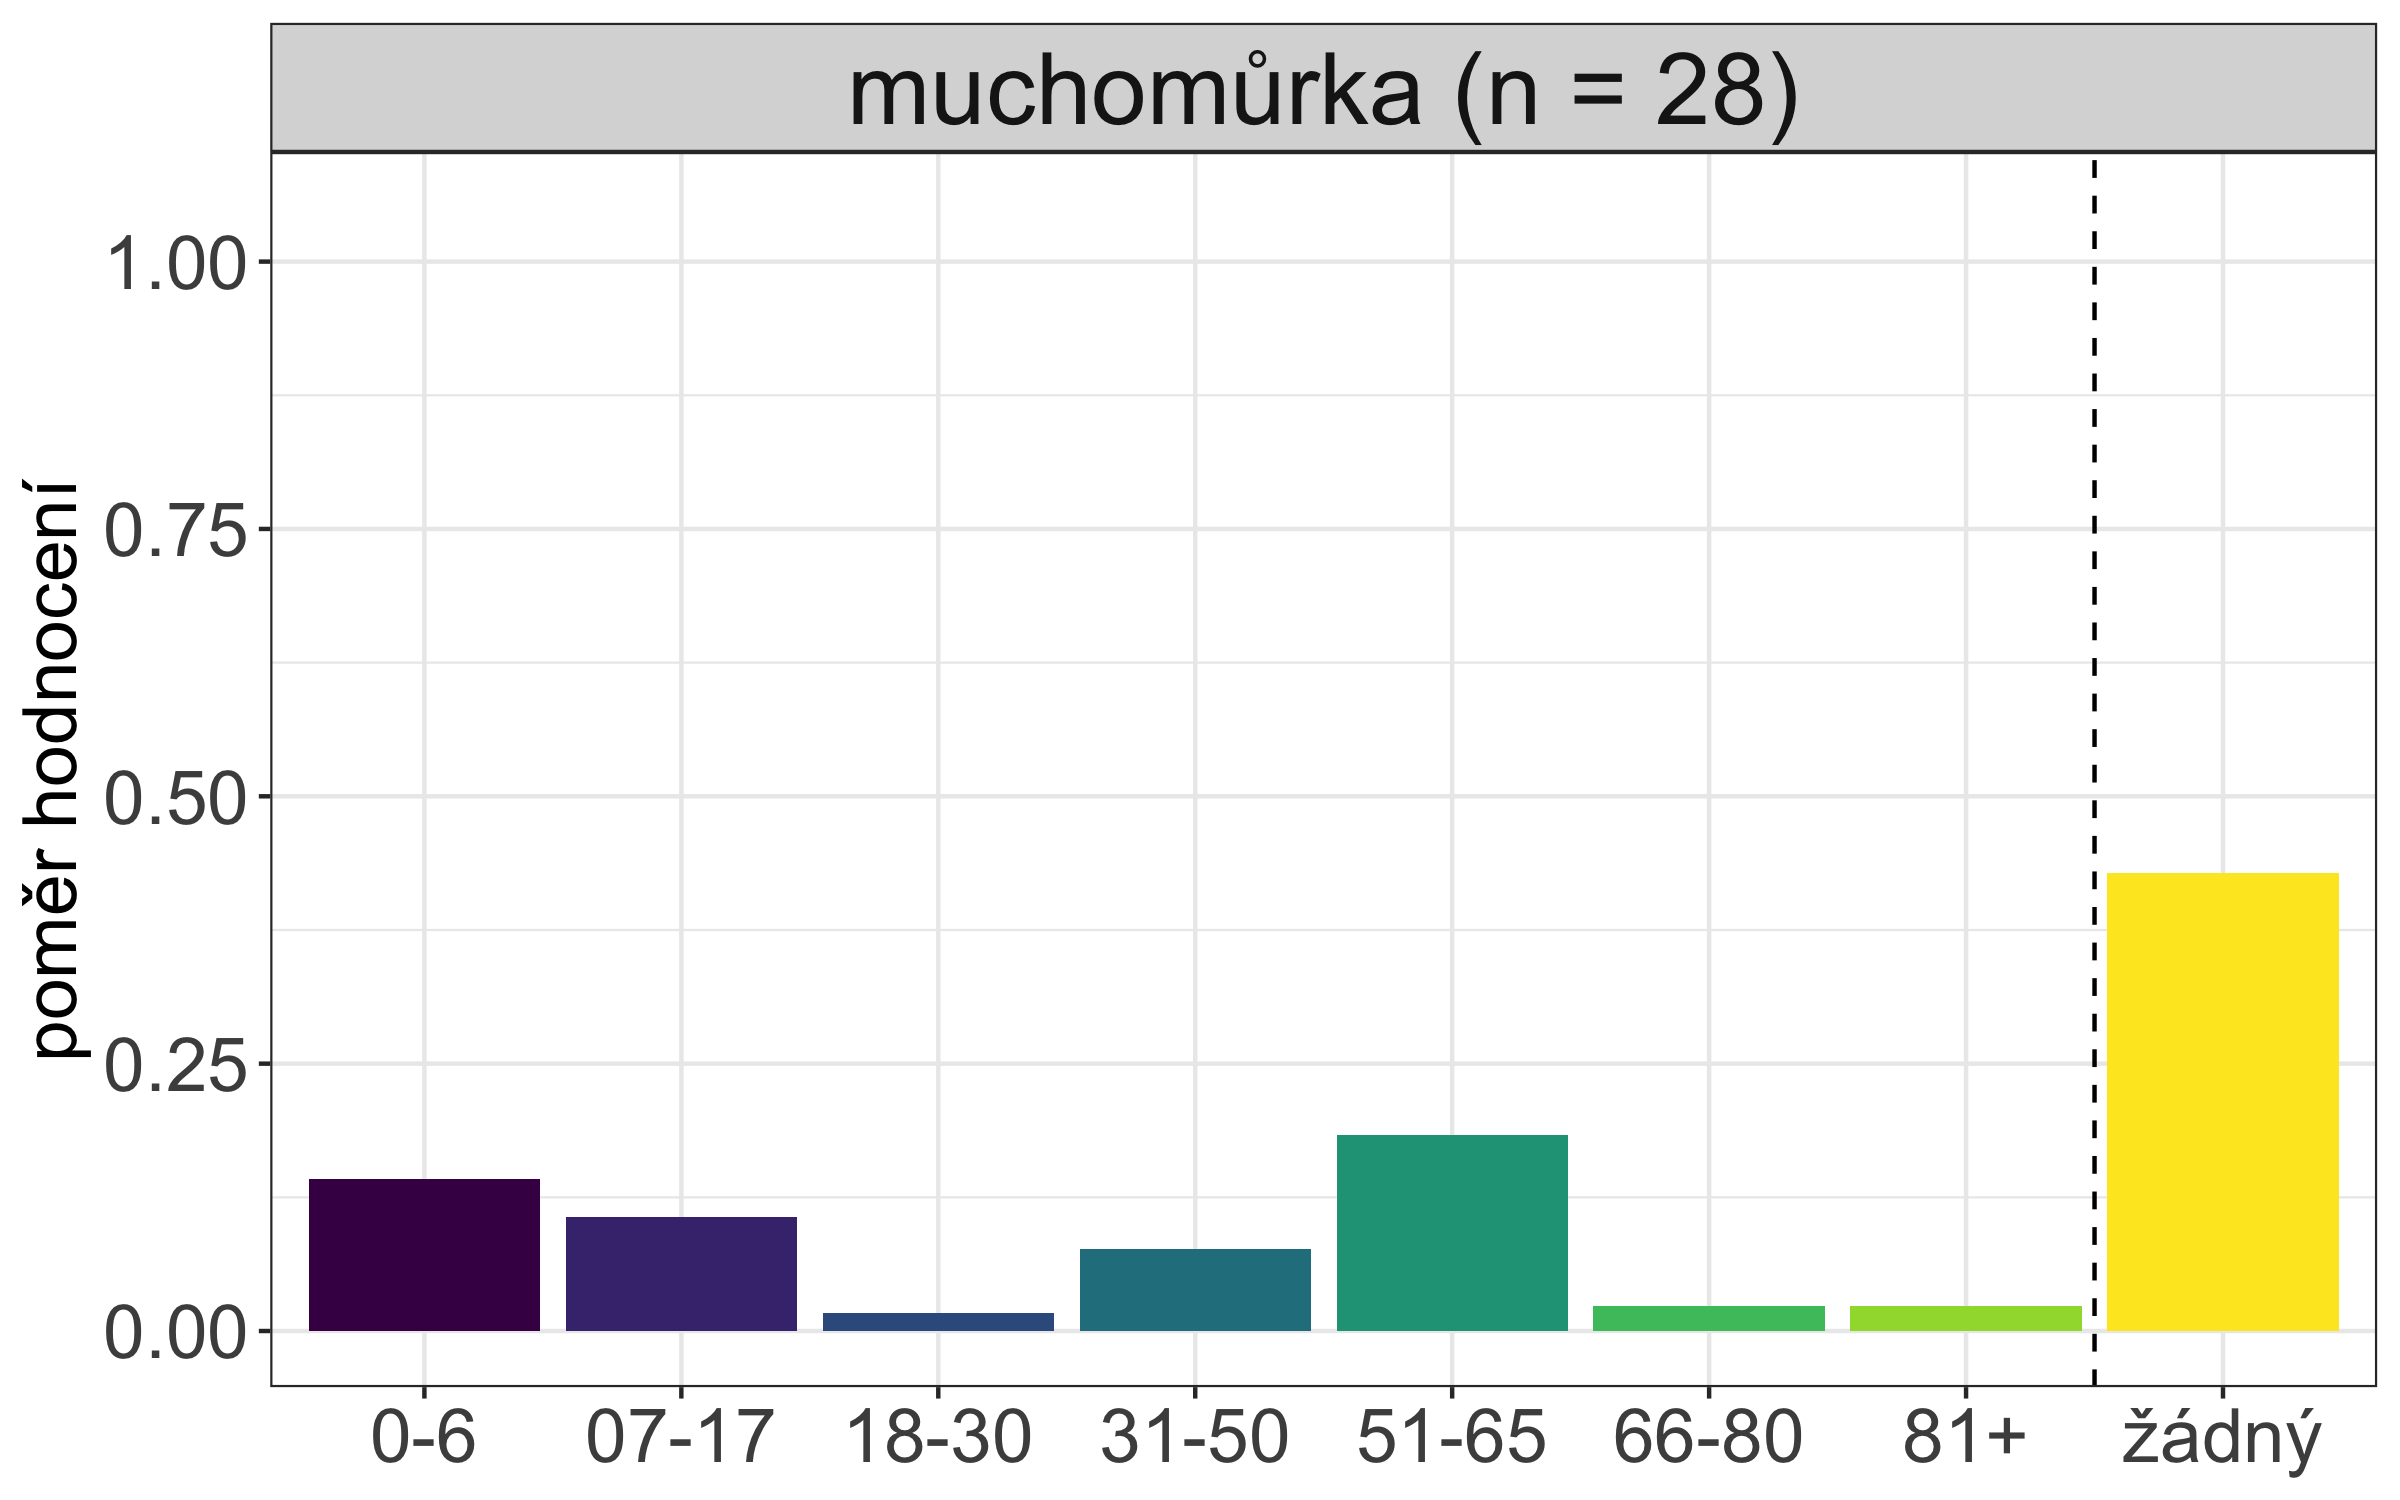 muchomůrka (n = 28)
poměr hodnocení
1.00
0.75
0.50
0.25
0.00
0-6 07-17 18-30 31-50 51-65 66-80 81+ žádný